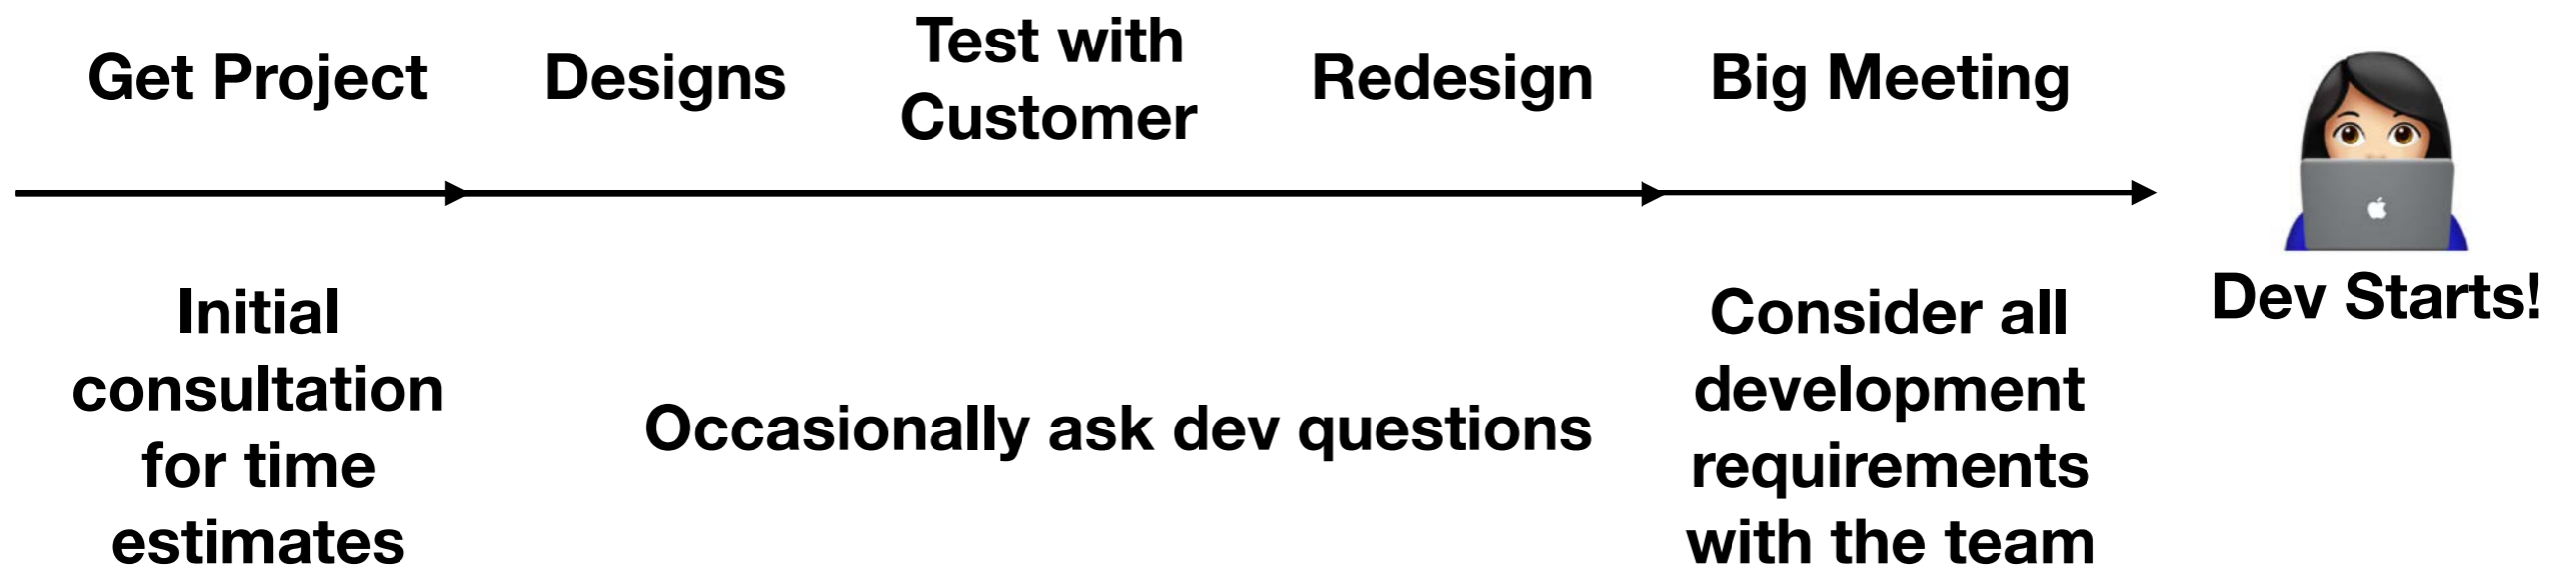 Get Project
Designs
Test with
Customer
Redesign
Big Meeting
Initial
consultation
for time
estimates
Occasionally ask dev questions
Consider all
development
requirements
with the team
Dev Starts!